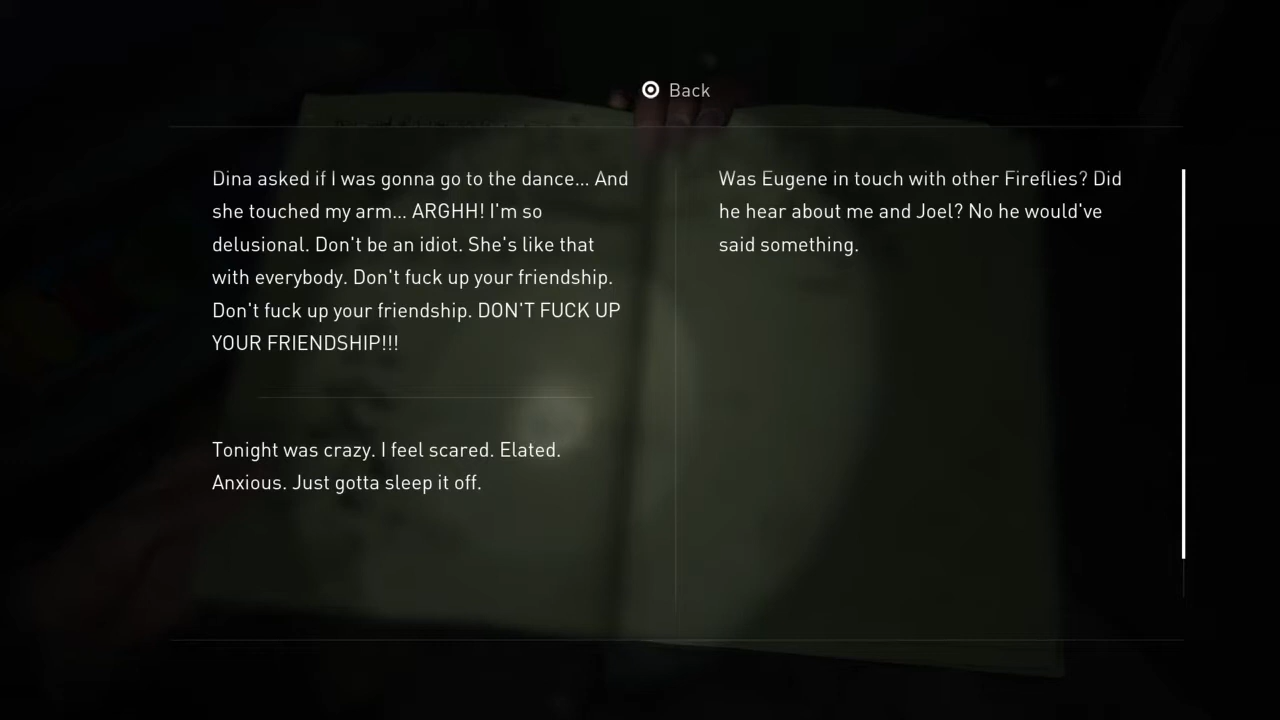 Back
Dina asked if I was gonna go to the dance... And
she touched my arm... ARGHH! I'm so
delusional. Don't be an idiot. She's like that
with everybody. Don't fuck up your friendship.
Don't fuck up your friendship. DON'T FUCK UP
YOUR FRIENDSHIP!!!
Tonight was crazy. I feel scared. Elated.
Anxious. Just gotta sleep it off.
Was Eugene in touch with other Fireflies? Did
he hear about me and Joel? No he would've
said something.